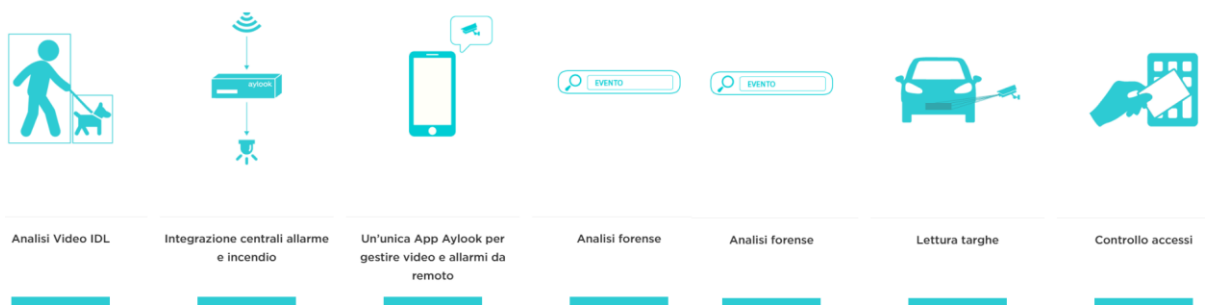 aylook
EVENTO
EVENTO
Analisi Video IDL
Integrazione centrali allarme
e incendio
Un'unica App Aylook per
gestire video e allarmi da
remoto
Analisi forense
Analisi forense
Lettura targhe
Controllo accessi